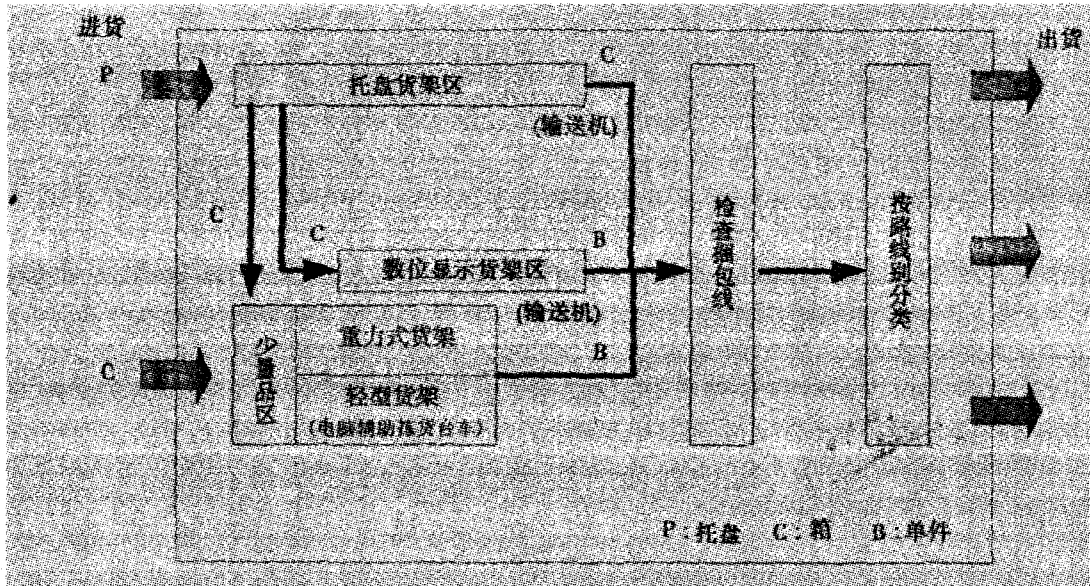 进货
出货
P
托盘货架区
C
(输送机)
C
C
数位显示货架区
B
(输送机)
少量品区
重力式货架
轻型货架
(电脑辅助拣货台车)
B
C
检查捆包线
按路线别分类
P:托盘 C:箱 B:单件